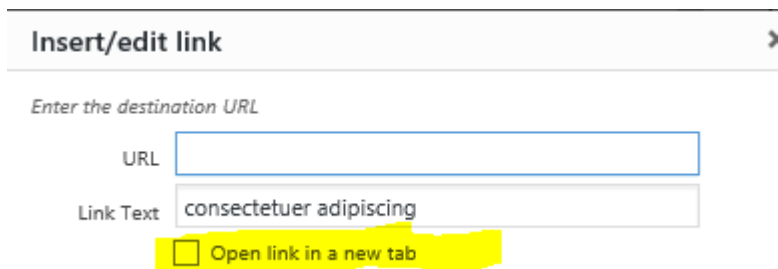 Insert/edit link
Enter the destination URL
URL
Link Text consectetuer adipiscing
Open link in a new tab